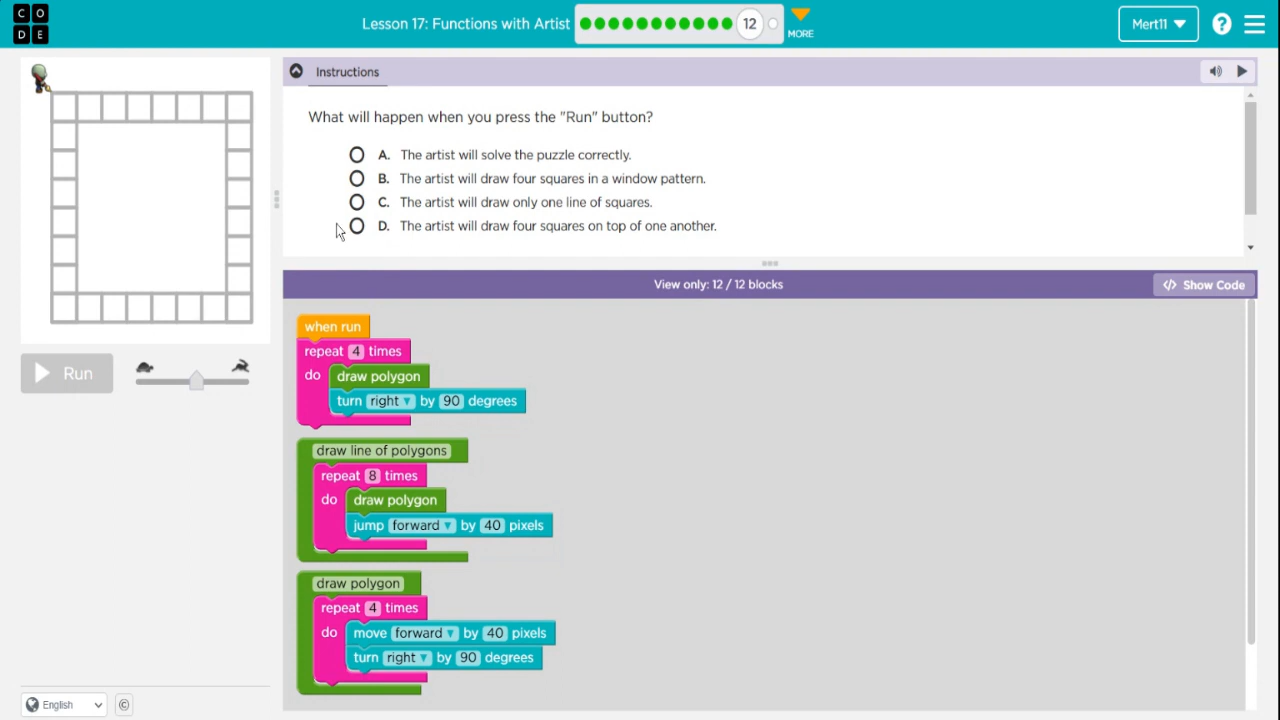 C O
D E
Lesson 17: Functions with Artist
12
MORE
Mert11
?
Instructions
What will happen when you press the "Run" button?
A. The artist will solve the puzzle correctly.
B. The artist will draw four squares in a window pattern.
C. The artist will draw only one line of squares.
D. The artist will draw four squares on top of one another.
View only: 12 / 12 blocks
</> Show Code
Run
when run
repeat 4 times
do draw polygon
turn right by 90 degrees
draw line of polygons
repeat 8 times
do draw polygon
jump forward by 40 pixels
draw polygon
repeat 4 times
do move forward by 40 pixels
turn right by 90 degrees
English
©